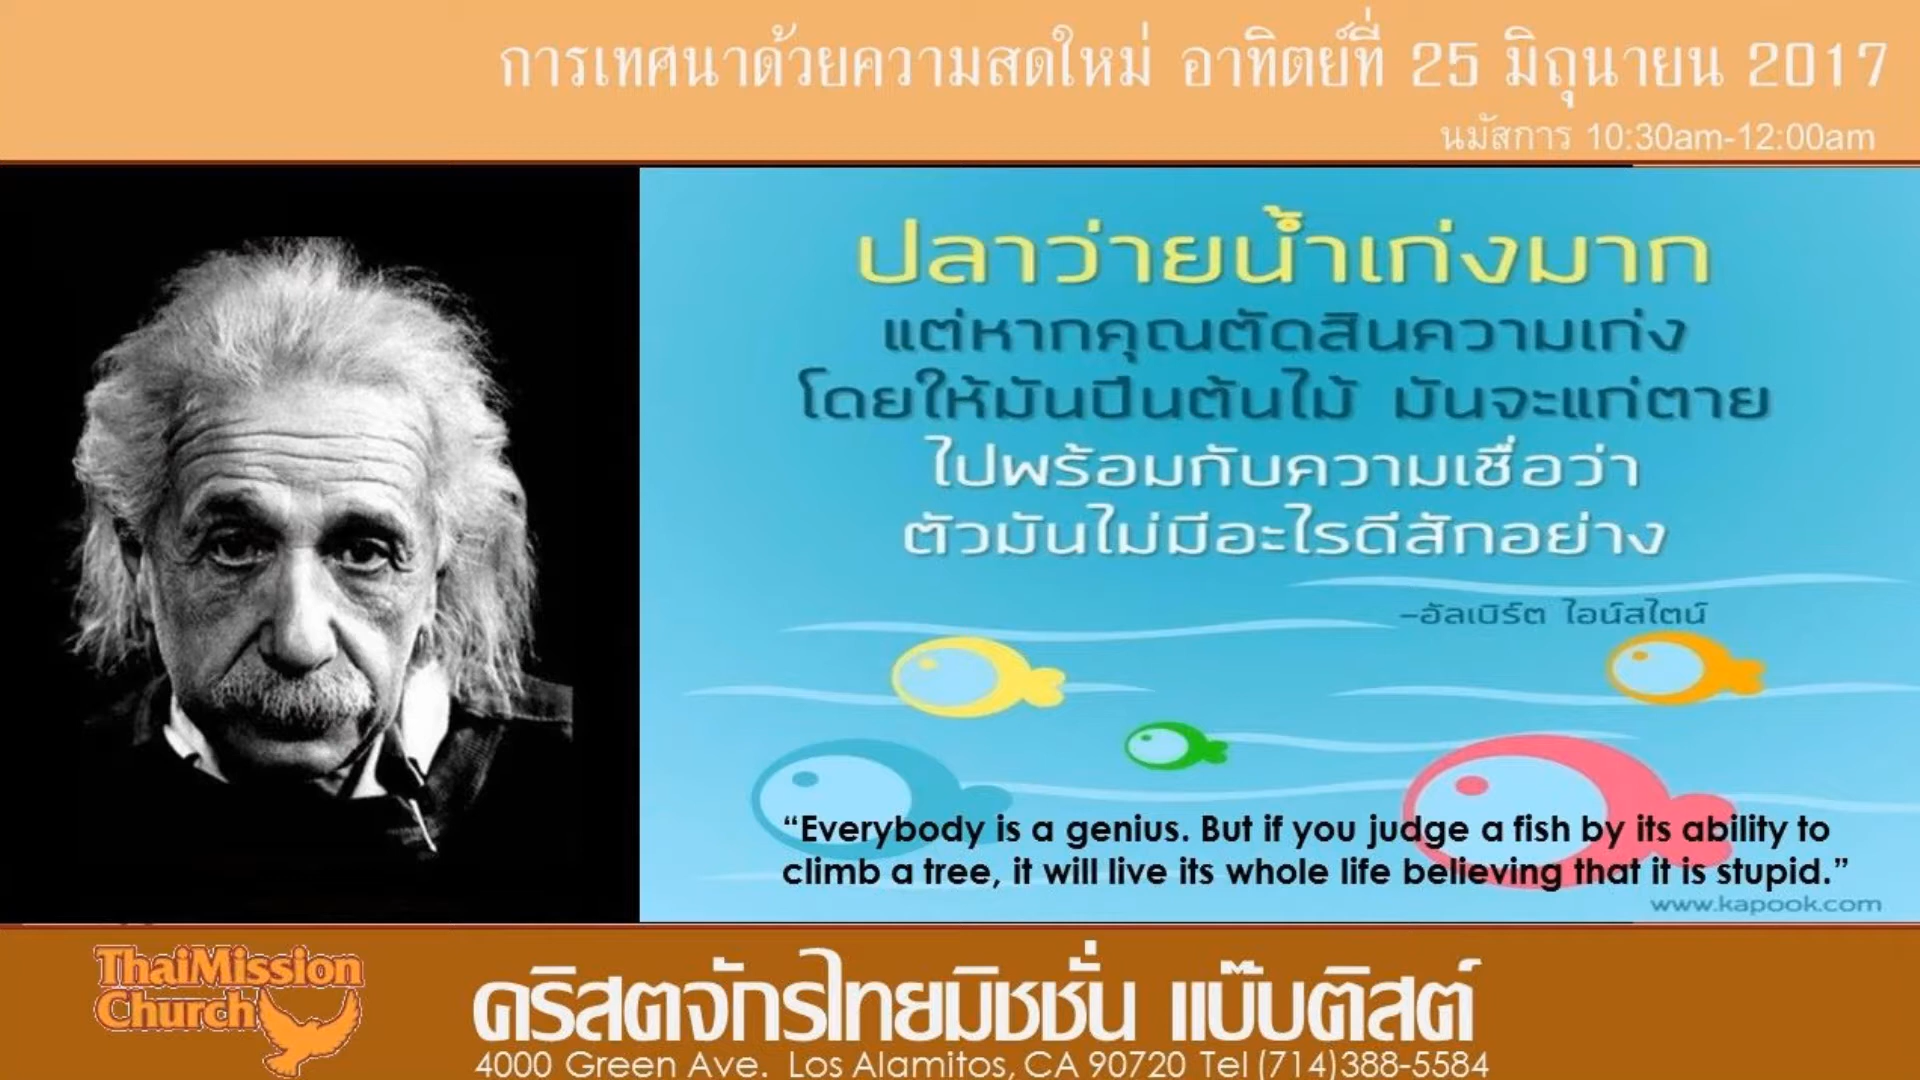 การเทศนาด้วยความสดใหม่ อาทิตย์ที่ 25 มิถุนายน 2017
นมัสการ 10:30am-12:00am
ปลาว่ายน้ำเก่งมาก
แต่หากคุณตัดสินความเก่ง
โดยให้มันปีนต้นไม้ มันจะแก่ตาย
ไปพร้อมกับความเชื่อว่า
ตัวมันไม่มีอะไรดีสักอย่าง
-อัลเบิร์ต ไอน์สไตน์
“Everybody is a genius. But if you judge a fish by its ability to
climb a tree, it will live its whole life believing that it is stupid.”
www.kapook.com
ThaiMission
Church
คริสตจักรไทยมิชชั่น แบ๊บติสต์
4000 Green Ave. Los Alamitos, CA 90720 Tel (714)388-5584